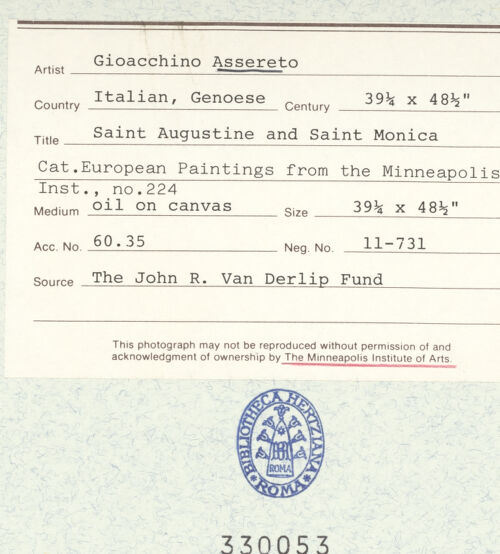 Artist Gioacchino Assereto
Country Italian, Genoese Century 39¼ x 48½"
Title Saint Augustine and Saint Monica
Cat.European Paintings from the Minneapolis
Inst., no.224
Medium oil on canvas Size 39¼ x 48½"
Acc. No. 60.35 Neg. No. 11-731
Source The John R. Van Derlip Fund
This photograph may not be reproduced without permission of and
acknowledgment of ownership by The Minneapolis Institute of Arts.
BIBLIOTHECA HERTZIANA
BH
ROMA
ROMA
330053